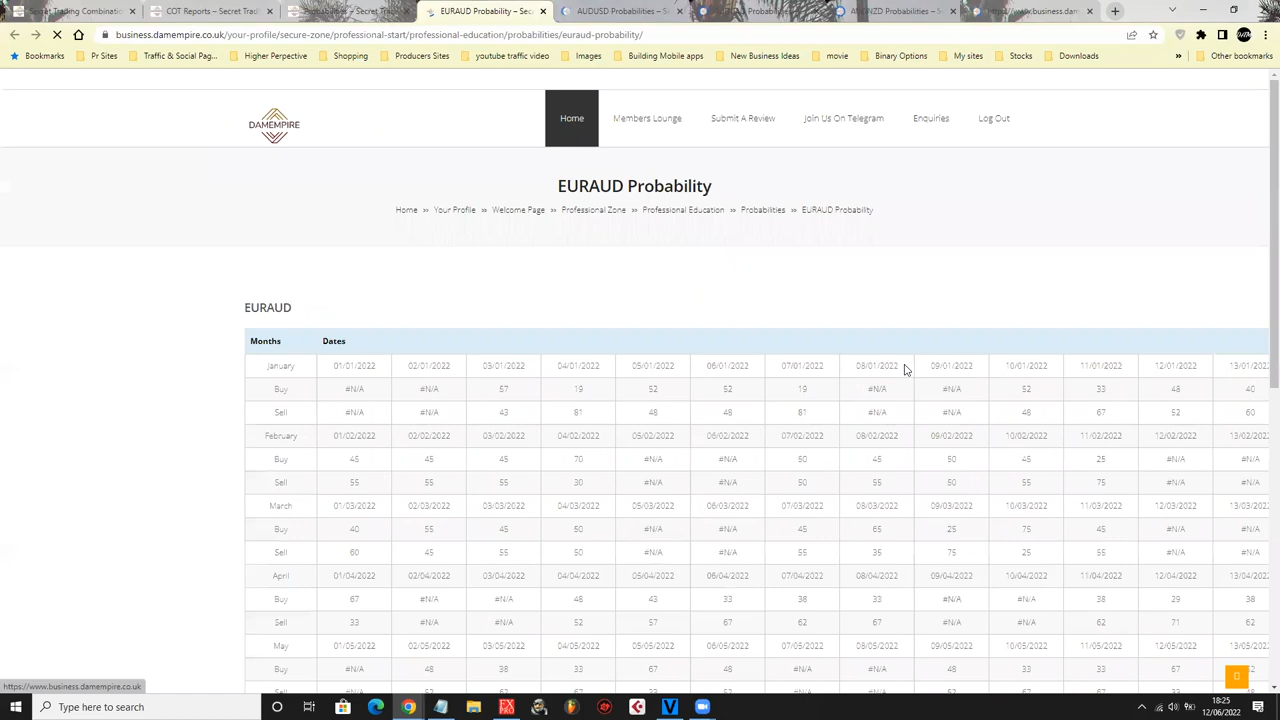 Secret Trading Combination
COT Reports – Secret Tradi
Probabilities – Secret Tradi
EURAUD Probability – Secr
AUDUSD Probabilities – S
Probabilities
NZD Probabilities – S
https://www.business.dam
business.damempire.co.uk/your-profile/secure-zone/professional-start/professional-education/probabilities/euraud-probability/
Bookmarks Pr Sites Traffic & Social Pag... Higher Perpective Shopping Producers Sites youtube traffic video Images Building Mobile apps New Business Ideas movie Binary Options My sites Stocks Downloads » Other bookmarks
DAMEMPIRE
Home Members Lounge Submit A Review Join Us On Telegram Enquiries Log Out
EURAUD Probability
Home » Your Profile » Welcome Page » Professional Zone » Professional Education » Probabilities » EURAUD Probability
EURAUD
Months Dates
January 01/01/2022 02/01/2022 03/01/2022 04/01/2022 05/01/2022 06/01/2022 07/01/2022 08/01/2022 09/01/2022 10/01/2022 11/01/2022 12/01/2022 13/01/2022
Buy #N/A #N/A 57 19 52 52 19 #N/A #N/A 52 33 48 40
Sell #N/A #N/A 43 81 48 48 81 #N/A #N/A 48 67 52 60
February 01/02/2022 02/02/2022 03/02/2022 04/02/2022 05/02/2022 06/02/2022 07/02/2022 08/02/2022 09/02/2022 10/02/2022 11/02/2022 12/02/2022 13/02/2022
Buy 45 45 45 70 #N/A #N/A 50 45 50 45 25 #N/A #N/A
Sell 55 55 55 30 #N/A #N/A 50 55 50 55 75 #N/A #N/A
March 01/03/2022 02/03/2022 03/03/2022 04/03/2022 05/03/2022 06/03/2022 07/03/2022 08/03/2022 09/03/2022 10/03/2022 11/03/2022 12/03/2022 13/03/2022
Buy 40 55 45 50 #N/A #N/A 45 65 25 75 45 #N/A #N/A
Sell 60 45 55 50 #N/A #N/A 55 35 75 25 55 #N/A #N/A
April 01/04/2022 02/04/2022 03/04/2022 04/04/2022 05/04/2022 06/04/2022 07/04/2022 08/04/2022 09/04/2022 10/04/2022 11/04/2022 12/04/2022 13/04/2022
Buy 67 #N/A #N/A 48 43 33 38 33 #N/A #N/A 38 29 38
Sell 33 #N/A #N/A 52 57 67 62 67 #N/A #N/A 62 71 62
May 01/05/2022 02/05/2022 03/05/2022 04/05/2022 05/05/2022 06/05/2022 07/05/2022 08/05/2022 09/05/2022 10/05/2022 11/05/2022 12/05/2022 13/05/2022
Buy #N/A 48 38 33 67 48 #N/A #N/A 48 33 33 67
https://www.business.damempire.co.uk
Type here to search
18:25
12/06/2022